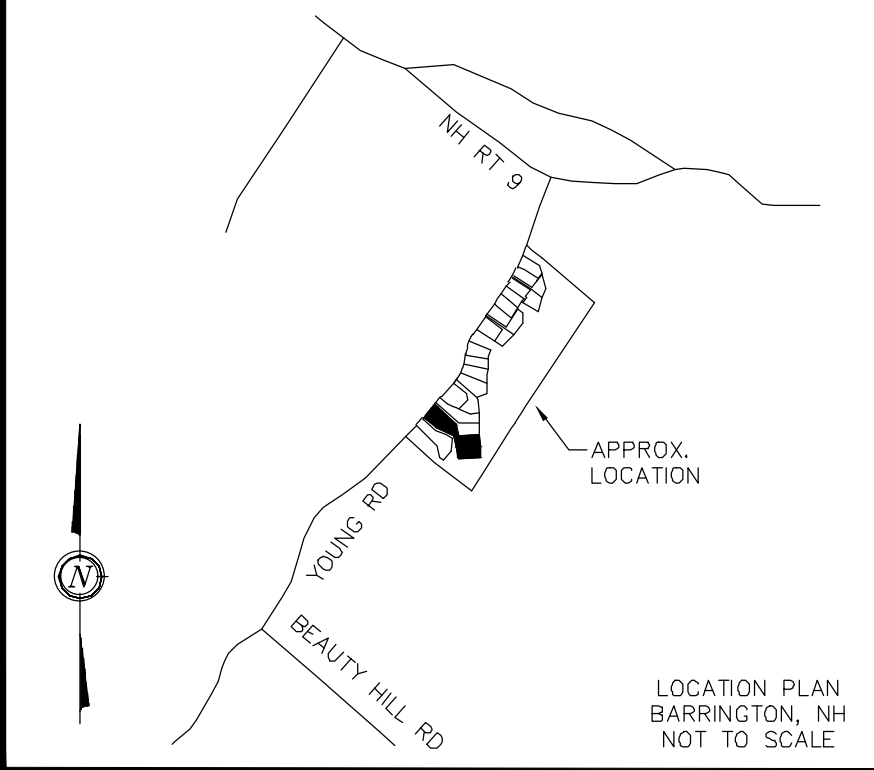 NH RT 9
APPROX.
LOCATION
YOUNG RD
N
BEAUTY HILL RD
LOCATION PLAN
BARRINGTON, NH
NOT TO SCALE